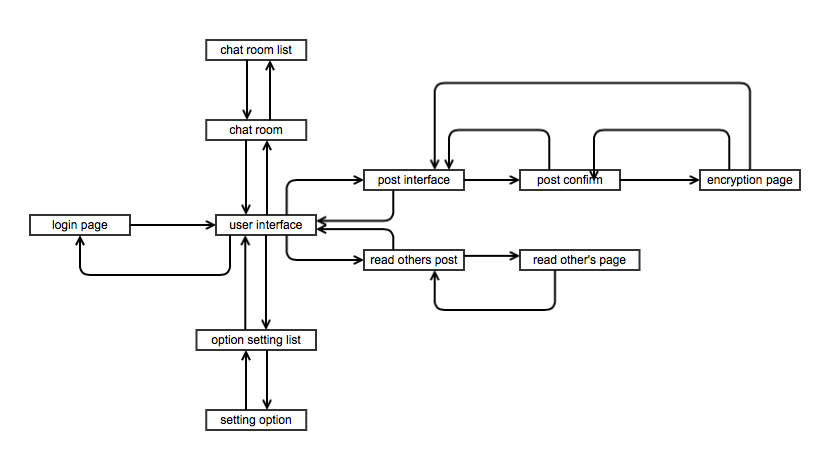 chat room list
chat room
post interface
post confirm
encryption page
login page
user interface
read others post
read other's page
option setting list
setting option